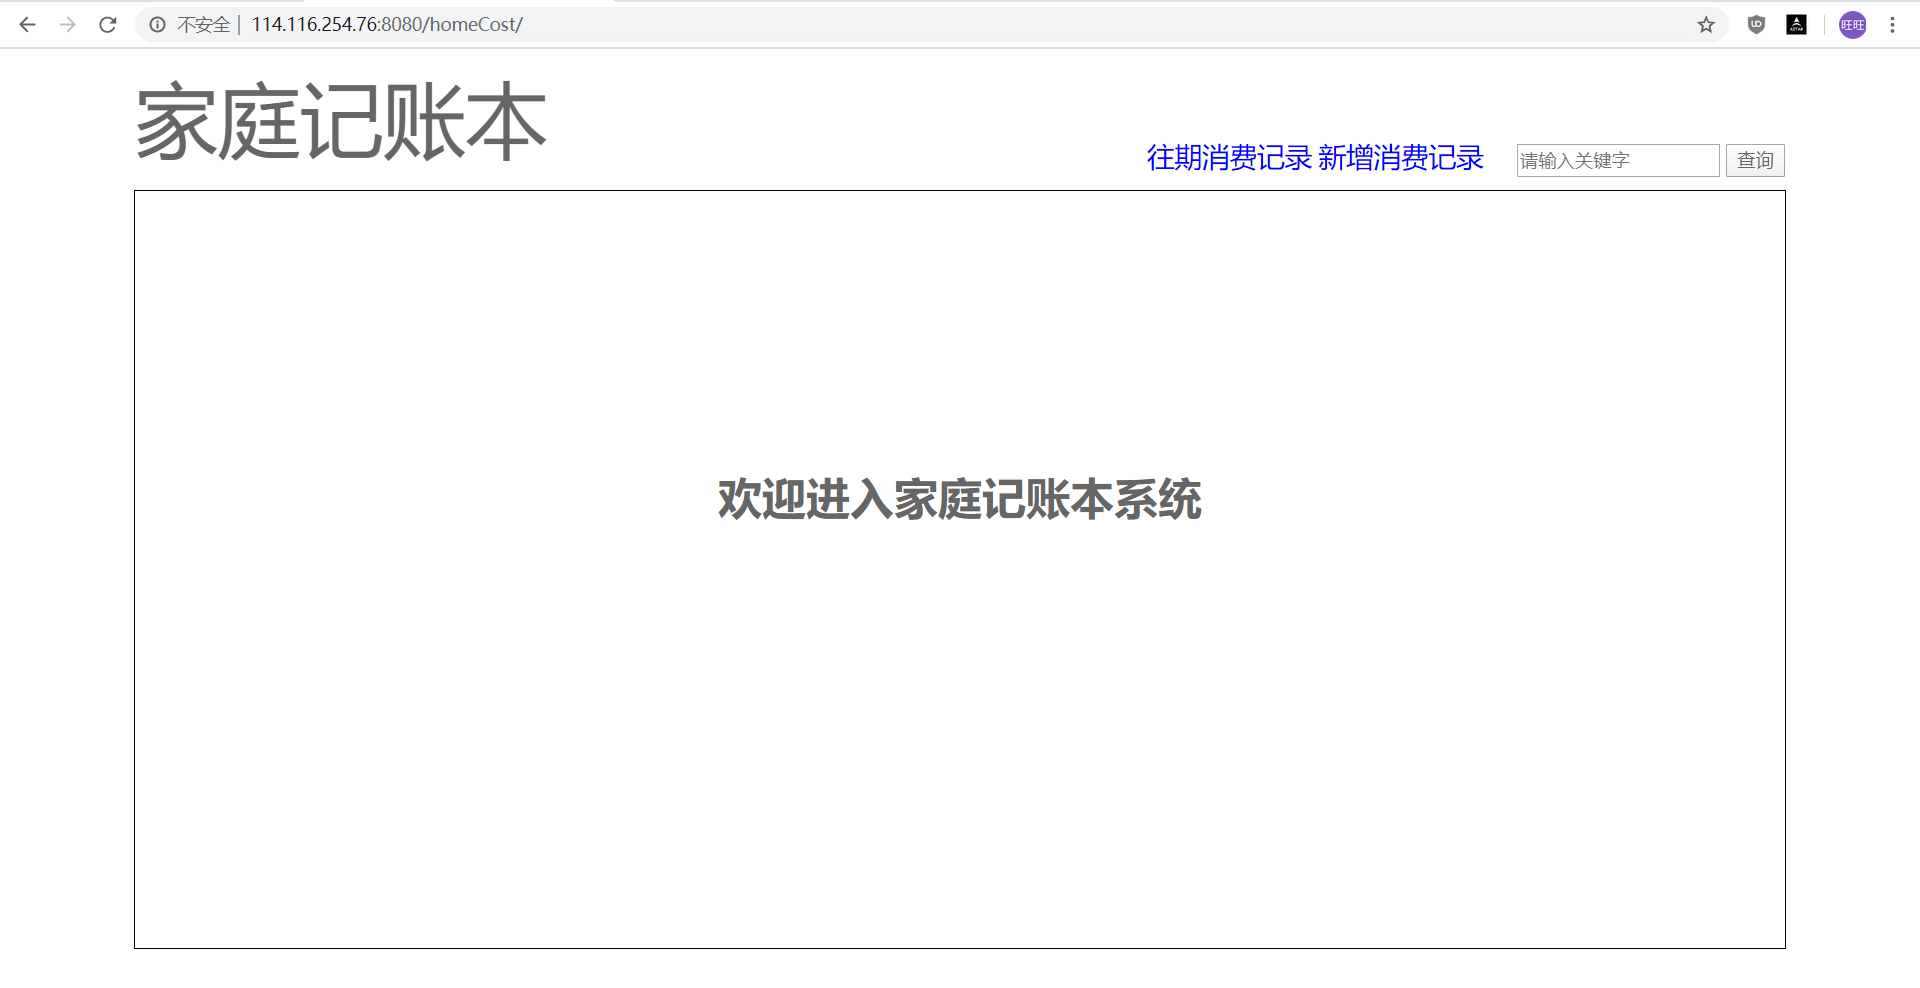 不安全 | 114.116.254.76:8080/homeCost/
旺旺
家庭记账本
往期消费记录 新增消费记录 请输入关键字 查询
欢迎进入家庭记账本系统